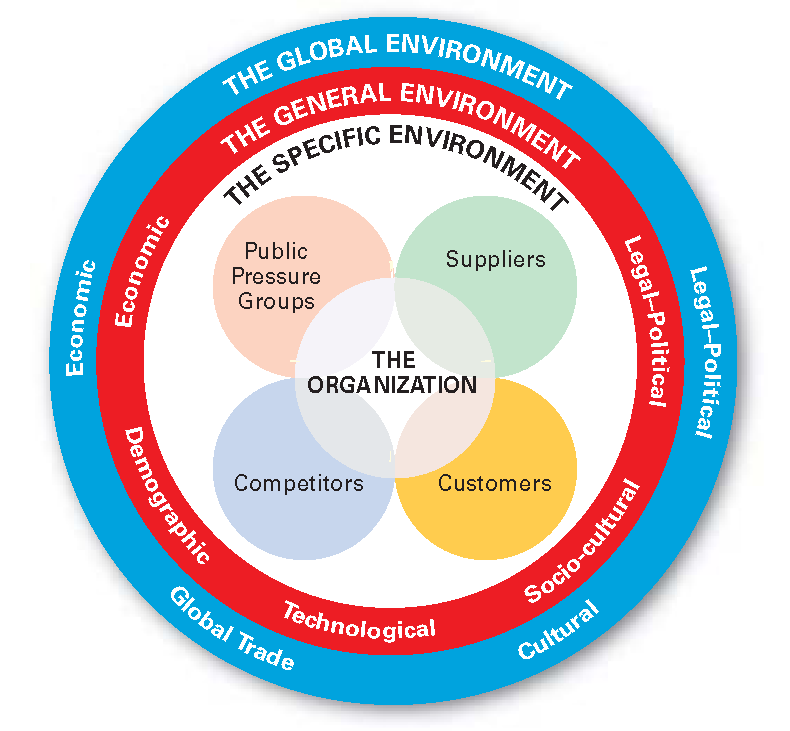 THE GLOBAL ENVIRONMENT
THE GENERAL ENVIRONMENT
THE SPECIFIC ENVIRONMENT
Economic
Economic
Public
Pressure
Groups
Suppliers
Legal–Political
Legal–Political
THE
ORGANIZATION
Competitors
Customers
Demographic
Technological
Socio-cultural
Global Trade
Cultural